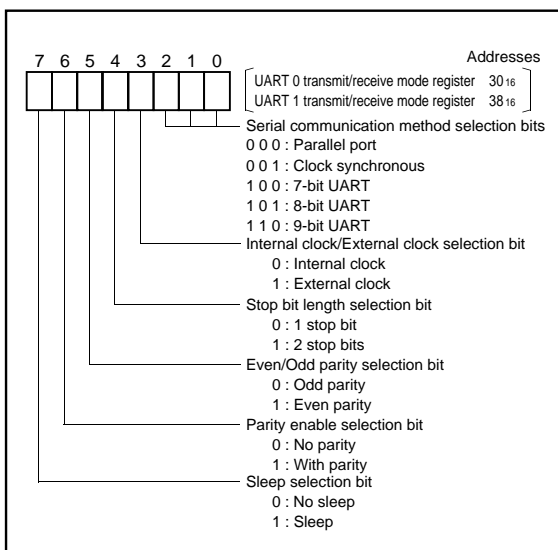 Addresses
7 6 5 4 3 2 1 0
UART 0 transmit/receive mode register 30 16
UART 1 transmit/receive mode register 38 16
Serial communication method selection bits
0 0 0 : Parallel port
0 0 1 : Clock synchronous
1 0 0 : 7-bit UART
1 0 1 : 8-bit UART
1 1 0 : 9-bit UART
Internal clock/External clock selection bit
0 : Internal clock
1 : External clock
Stop bit length selection bit
0 : 1 stop bit
1 : 2 stop bits
Even/Odd parity selection bit
0 : Odd parity
1 : Even parity
Parity enable selection bit
0 : No parity
1 : With parity
Sleep selection bit
0 : No sleep
1 : Sleep